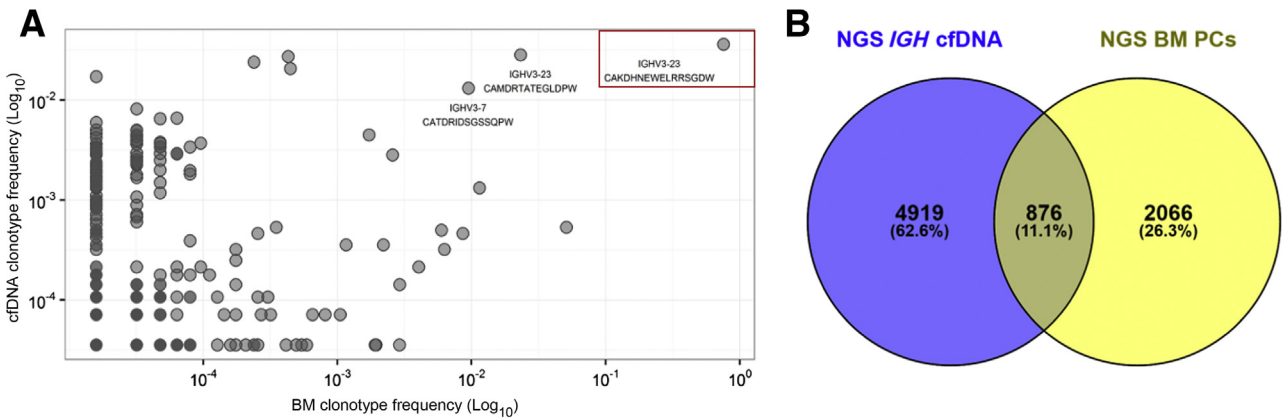 A
cfDNA clonotype frequency (Log10)
10-2
10-3
10-4
IGHV3-23
CAKDHNEWELRRSGDW
IGHV3-23
CAMDRTATEGLDPW
IGHV3-7
CATDRIDSGSSQPW
10-4
10-3
10-2
10-1
100
BM clonotype frequency (Log10)
B
NGS IGH cfDNA
NGS BM PCs
4919
(62.6%)
876
(11.1%)
2066
(26.3%)